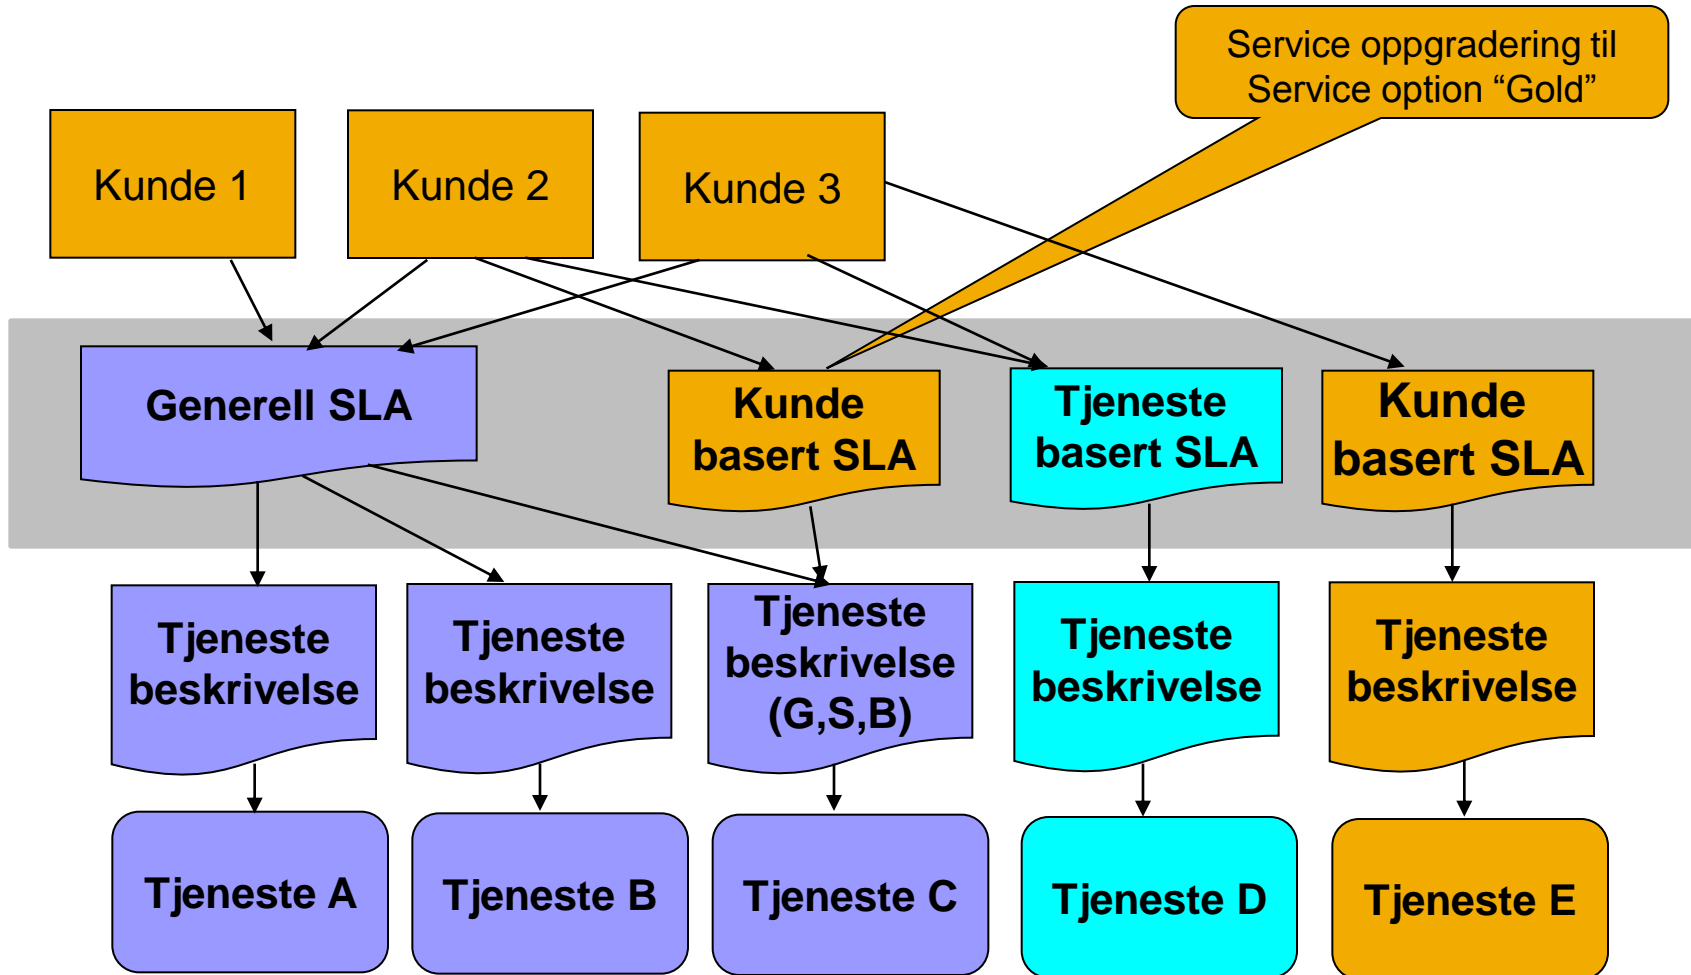 Service oppgradering til
Service option “Gold”
Kunde 1
Kunde 2
Kunde 3
Generell SLA
Kunde
basert SLA
Tjeneste
basert SLA
Kunde
basert SLA
Tjeneste
beskrivelse
Tjeneste
beskrivelse
Tjeneste
beskrivelse
(G,S,B)
Tjeneste
beskrivelse
Tjeneste
beskrivelse
Tjeneste A
Tjeneste B
Tjeneste C
Tjeneste D
Tjeneste E